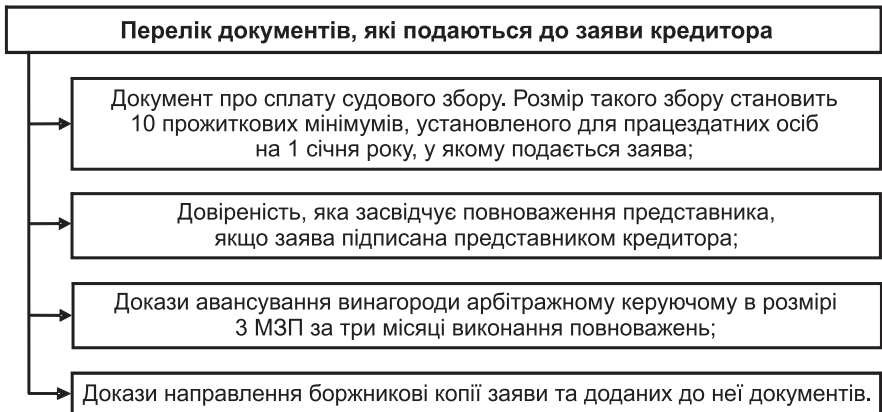 Перелік документів, які подаються до заяви кредитора
Документ про сплату судового збору. Розмір такого збору становить
10 прожиткових мінімумів, установленого для працездатних осіб
на 1 січня року, у якому подається заява;
Довіреність, яка засвідчує повноваження представника,
якщо заява підписана представником кредитора;
Докази авансування винагороди арбітражному керуючому в розмірі
3 МЗП за три місяці виконання повноважень;
Докази направлення боржникові копії заяви та доданих до неї документів.